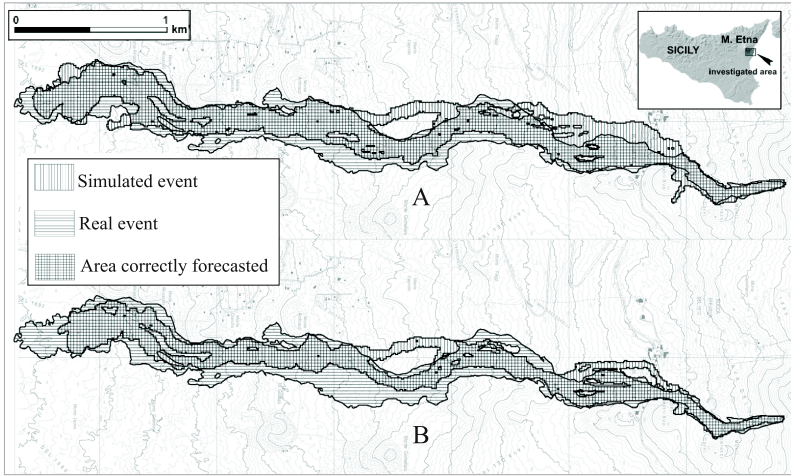 0 1
km
SICILY
M. Etna
investigated area
A
Simulated event
Real event
Area correctly forecasted
B